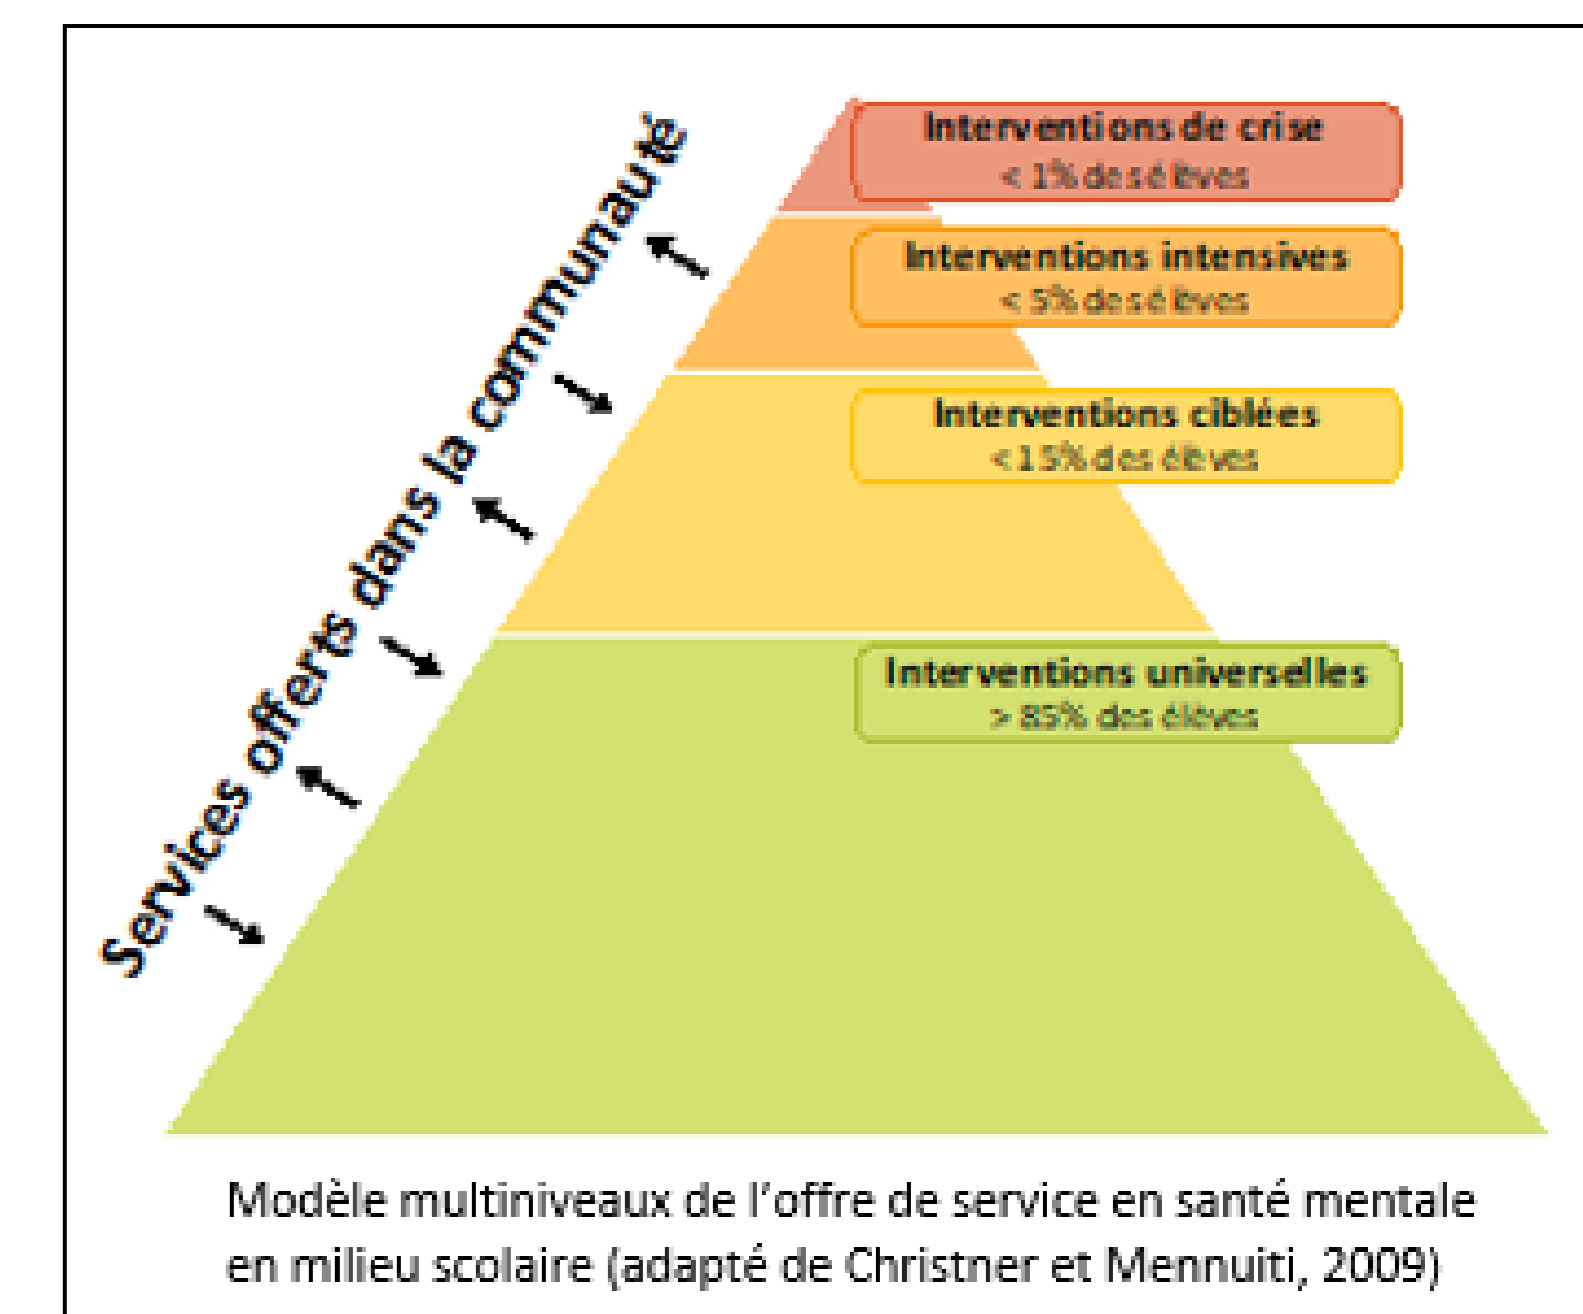 Services offerts dans la communauté
Interventions de crise
< 1% des élèves
Interventions intensives
< 5% des élèves
Interventions ciblées
< 15% des élèves
Interventions universelles
> 85% des élèves
Modèle multiniveaux de l'offre de service en santé mentale
en milieu scolaire (adapté de Christner et Mennuiti, 2009)